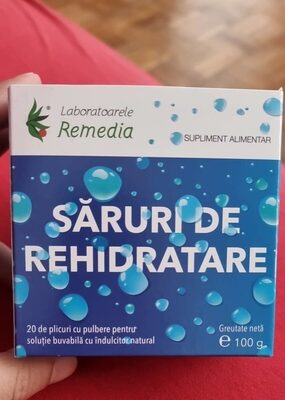 Laboratoarele
Remedia
SUPLIMENT ALIMENTAR
SĂRURI DE
REHIDRATARE
20 de plicuri cu pulbere pentru
soluție buvabilă cu îndulcitor natural
Greutate netă
℮ 100 g